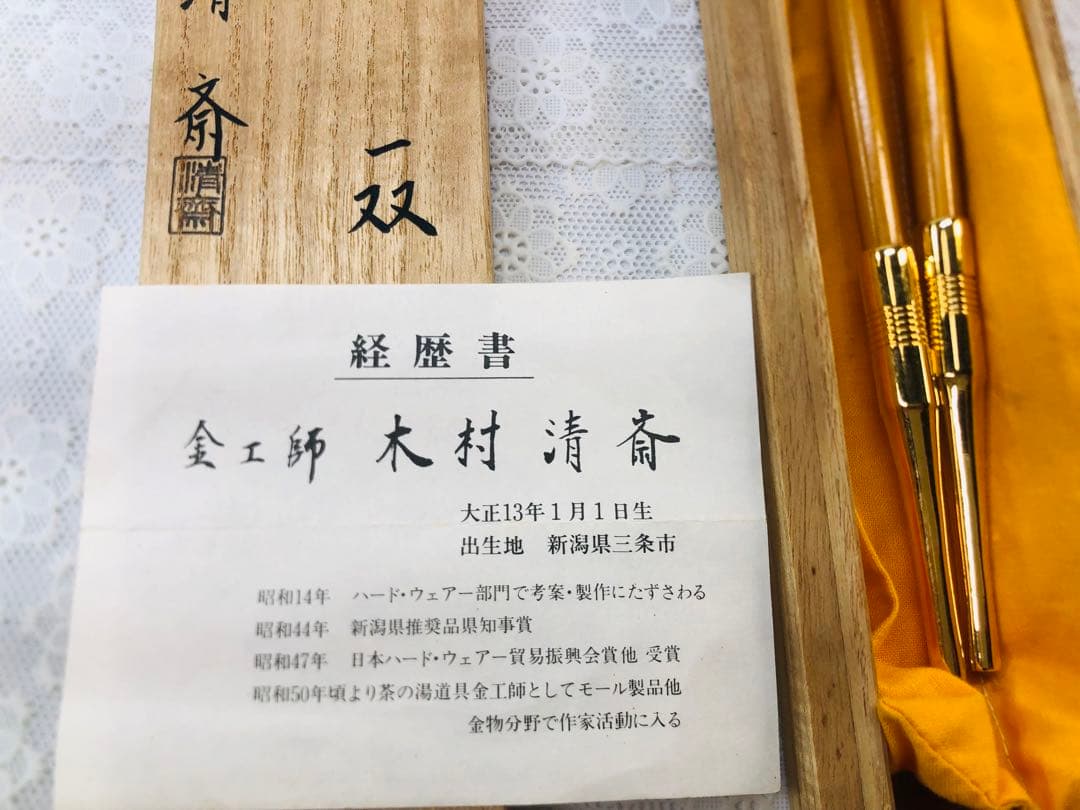 一双
清斎
清齋
経歴書
金工師 木村清斎
大正13年1月1日生
出生地 新潟県三条市
昭和14年 ハード・ウェアー部門で考案・製作にたずさわる
昭和44年 新潟県推奨品県知事賞
昭和47年 日本ハード・ウェアー貿易振興会賞他 受賞
昭和50年頃より茶の湯道具金工師としてモール製品他
金物分野で作家活動に入る